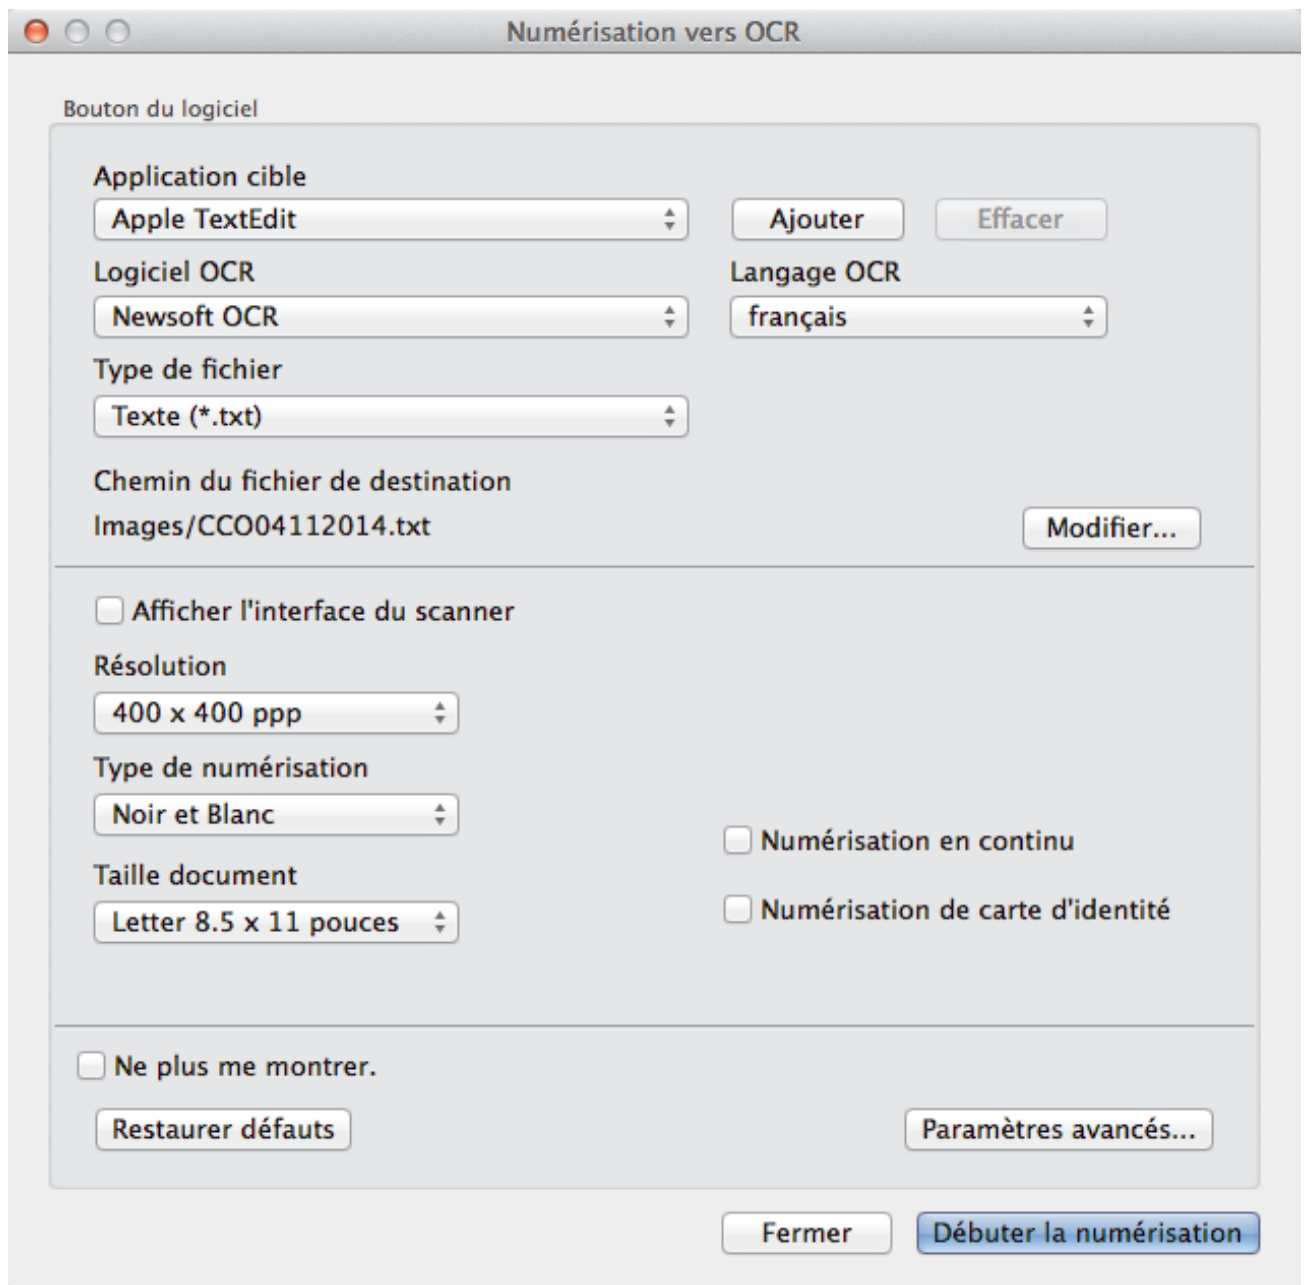 Numérisation vers OCR
Bouton du logiciel
Application cible
Apple TextEdit
Ajouter
Effacer
Logiciel OCR
Langage OCR
Newsoft OCR
français
Type de fichier
Texte (*.txt)
Chemin du fichier de destination
Images/CCO04112014.txt
Modifier...
Afficher l'interface du scanner
Résolution
400 x 400 ppp
Type de numérisation
Noir et Blanc
Numérisation en continu
Taille document
Letter 8.5 x 11 pouces
Numérisation de carte d'identité
Ne plus me montrer.
Restaurer défauts
Paramètres avancés...
Fermer
Débuter la numérisation